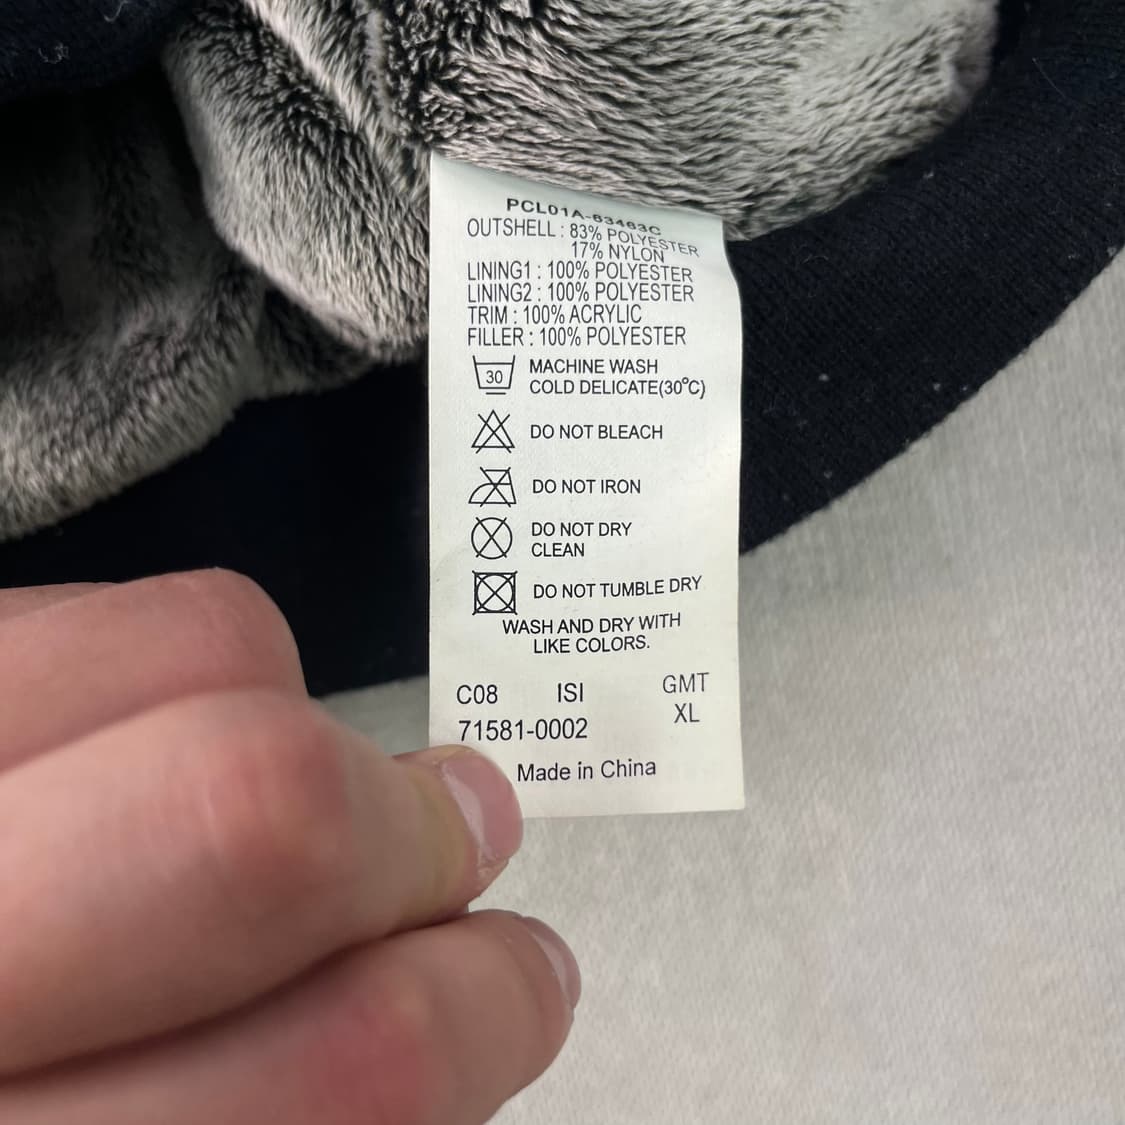 PCL01A-83483C
OUTSHELL : 83% POLYESTER
17% NYLON
LINING1 : 100% POLYESTER
LINING2 : 100% POLYESTER
TRIM : 100% ACRYLIC
FILLER : 100% POLYESTER
30 MACHINE WASH
COLD DELICATE(30°C)
DO NOT BLEACH
DO NOT IRON
DO NOT DRY
CLEAN
DO NOT TUMBLE DRY
WASH AND DRY WITH
LIKE COLORS.
C08 ISI GMT
71581-0002 XL
Made in China